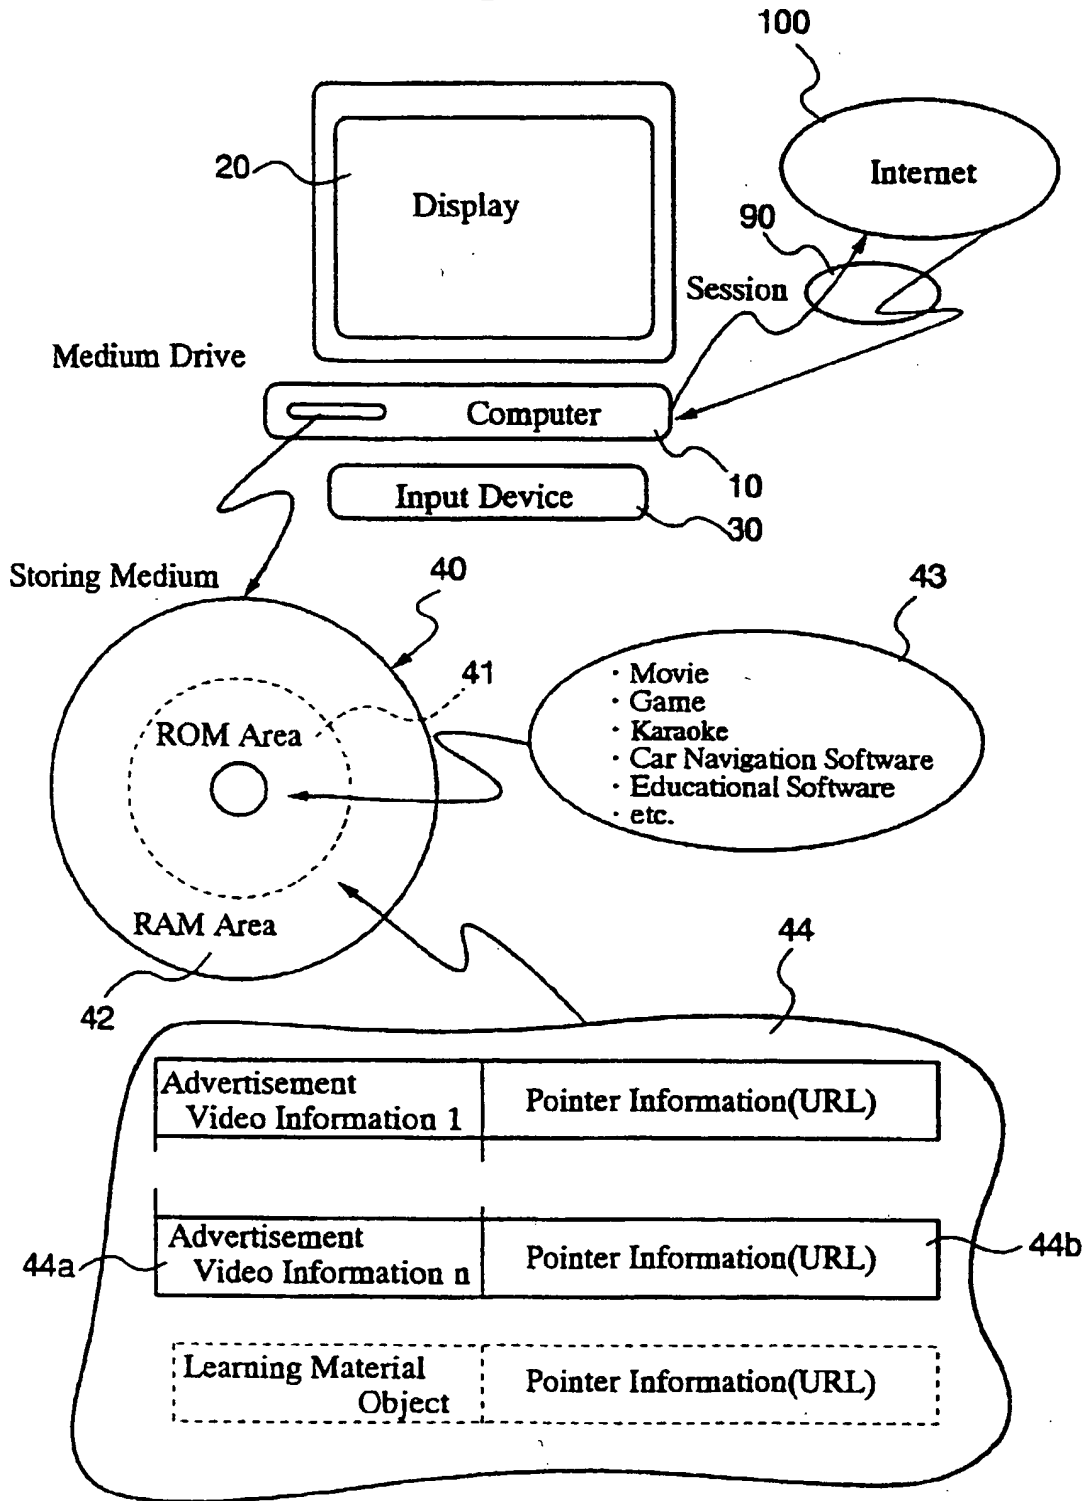 100
20
Display
Internet
90
Session
Medium Drive
Computer
10
Input Device
30
Storing Medium
40
43
41
ROM Area
· Movie
· Game
· Karaoke
· Car Navigation Software
· Educational Software
· etc.
RAM Area
42
44
Advertisement
Video Information 1
Pointer Information(URL)
Advertisement
Video Information n
Pointer Information(URL)
44a
44b
Learning Material
Object
Pointer Information(URL)